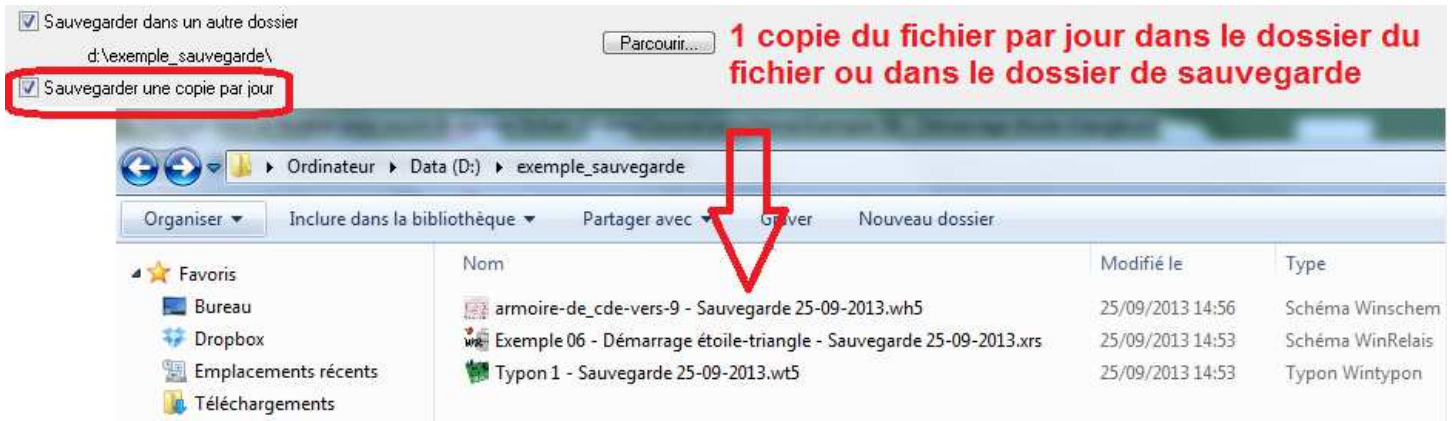 Sauvegarder dans un autre dossier
d:\exemple_sauvegarde\
Parcourir...
Sauvegarder une copie par jour
1 copie du fichier par jour dans le dossier du
fichier ou dans le dossier de sauvegarde
Ordinateur Data (D:) exemple_sauvegarde
Organiser Inclure dans la bibliothèque Partager avec Graver Nouveau dossier
Favoris
Bureau
Dropbox
Emplacements récents
Téléchargements
Nom Modifié le Type
armoire-de_cde-vers-9 - Sauvegarde 25-09-2013.wh5 25/09/2013 14:56 Schéma Winschem
Exemple 06 - Démarrage étoile-triangle - Sauvegarde 25-09-2013.xrs 25/09/2013 14:53 Schéma WinRelais
Typon 1 - Sauvegarde 25-09-2013.wt5 25/09/2013 14:53 Typon Wintypon